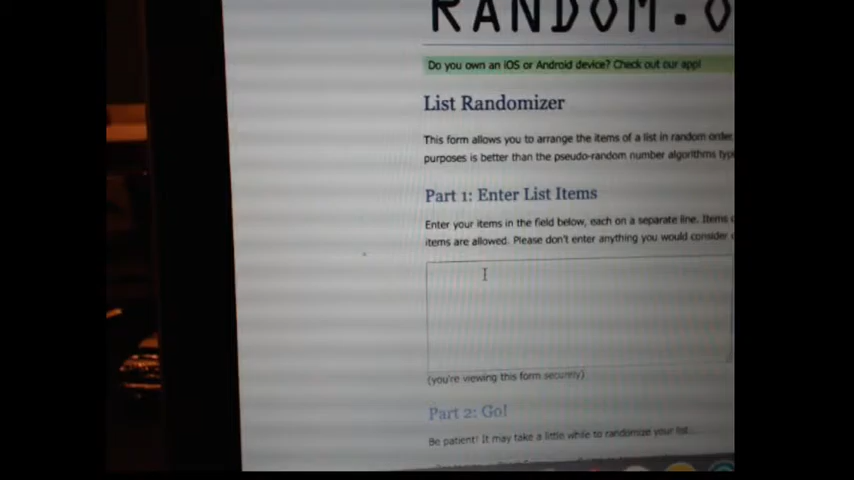 RANDOM.O
Do you own an iOS or Android device? Check out our app!
List Randomizer
This form allows you to arrange the items of a list in random order.
purposes is better than the pseudo-random number algorithms typ
Part 1: Enter List Items
Enter your items in the field below, each on a separate line. Items
items are allowed. Please don't enter anything you would consider
(you're viewing this form securely)
Part 2: Go!
Be patient! It may take a little while to randomize your list...